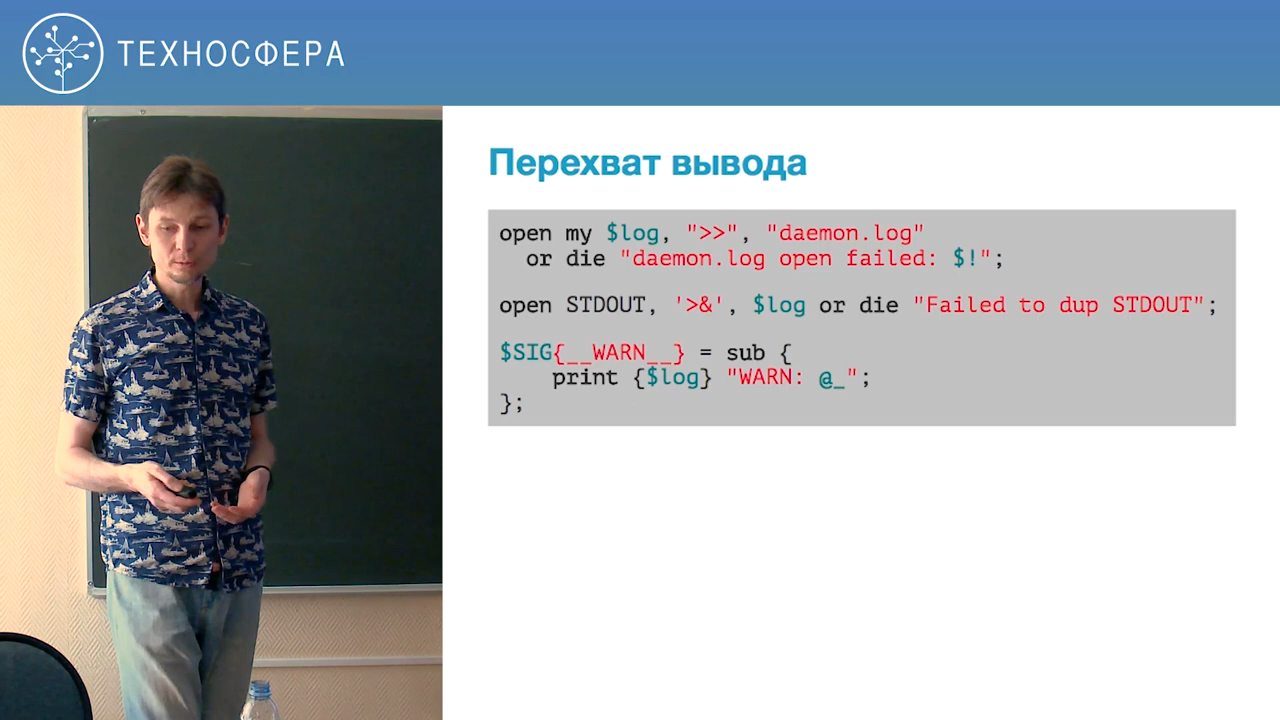 ТЕХНОСФЕРА
Перехват вывода
open my $log, ">>", "daemon.log"
or die "daemon.log open failed: $!";
open STDOUT, '>&', $log or die "Failed to dup STDOUT";
$SIG{__WARN__} = sub {
print {$log} "WARN: @_";
};